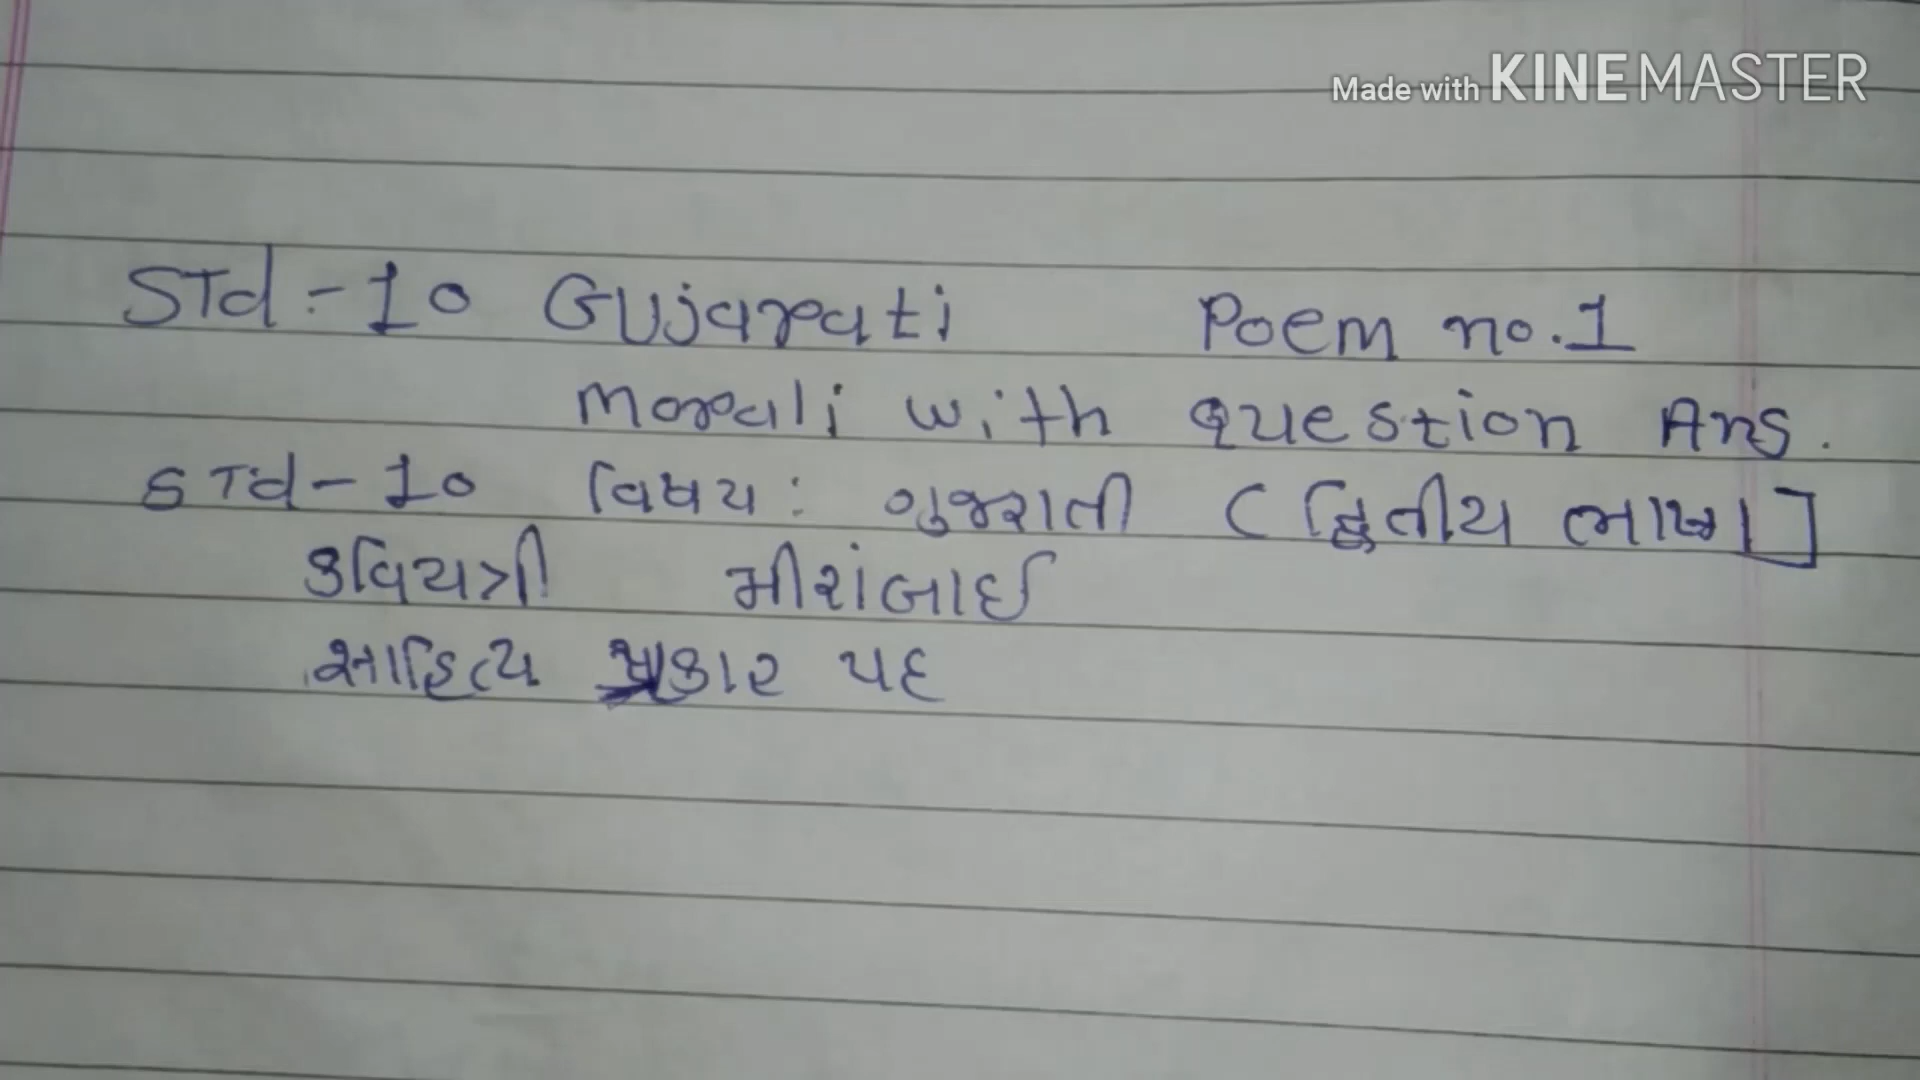 Made with KINEMASTER
STd - 10 Gujarati Poem no. 1
Morali with question Ans.
STd - 10 વિષય : ગુજરાતી ( દ્વિતીય ભાષા ]
કવિયત્રી મીરાંબાઈ
સાહિત્ય પ્રકાર પદ